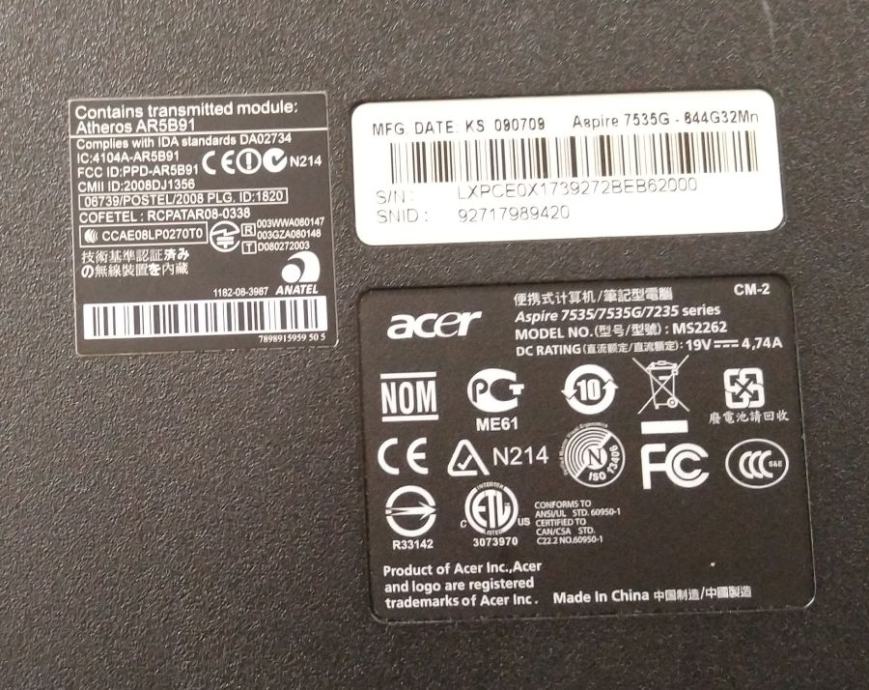 Contains transmitted module:
Atheros AR5B91
Complies with IDA standards DA02734
IC:4104A-AR5B91
FCC ID:PPD-AR5B91
N214
CMII ID:2008DJ1356
06739/POSTEL/2008 PLG. ID:1820
COFETEL : RCPATAR08-0338
CCAE08LP0270T0
R 003WWA080147
003GZA080148
T D080272003
技術基準認証済み
の無線装置を内蔵
1182-08-3987 ANATEL
7898915959 50 5
MFG. DATE: KS 090709 Aspire 7535G - 844G32Mn
S/N: LXPCE0X1739272BEB62000
SNID: 92717989420
acer
便携式计算机/筆記型電腦 CM-2
Aspire 7535/7535G/7235 series
MODEL NO.(型号/型號) : MS2262
DC RATING(直流额定/直流額定): 19V 4,74A
NOM
PCT
ME61
10
廢電池請回收
CE
N214
N
ISO 13406
FC
CCC S&E
R33142
INTERTEK
C ETL US
3073970
CONFORMS TO
ANSI/UL STD. 60950-1
CERTIFIED TO
CAN/CSA STD.
C22.2 NO.60950-1
Product of Acer Inc.,Acer
and logo are registered
trademarks of Acer Inc.
Made In China 中国制造/中國製造